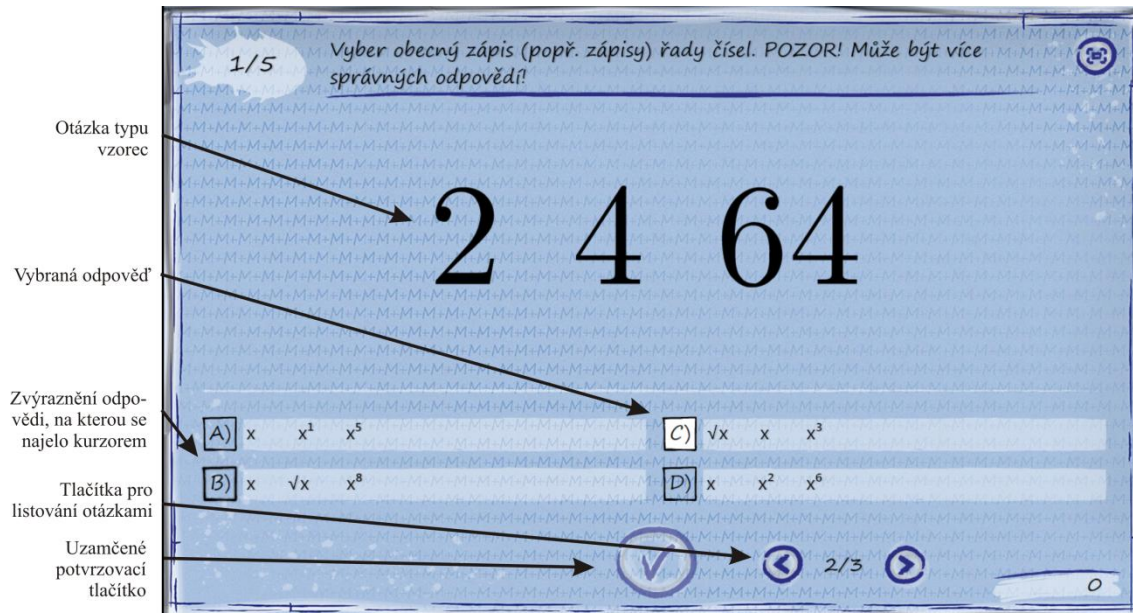 1/5
Vyber obecný zápis (popř. zápisy) řady čísel. POZOR! Může být více
správných odpovědí!
Otázka typu
vzorec
2 4 64
Vybraná odpověď
Zvýraznění odpo-
vědi, na kterou se
najelo kurzorem
A) x x¹ x⁵
C) √x x x³
B) x √x x⁸
D) x x² x⁶
Tlačítka pro
listování otázkami
Uzamčené
potvrzovací
tlačítko
2/3
0